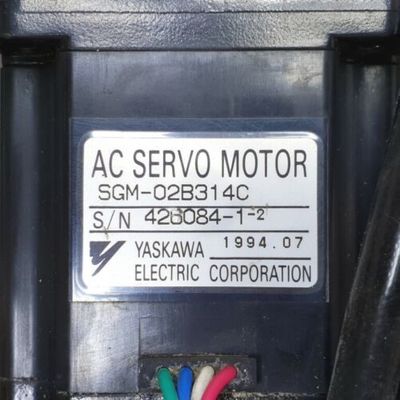 AC SERVO MOTOR
SGM-02B314C
S/N 426084-1-2
YASKAWA 1994.07
ELECTRIC CORPORATION